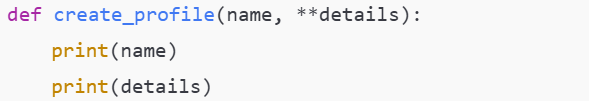 def create_profile(name, **details):
    print(name)
    print(details)